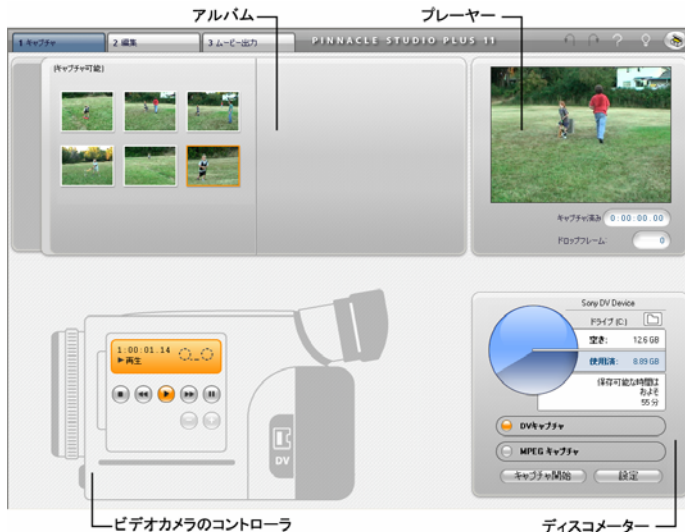 アルバム
プレーヤー
1 キャプチャ
2 編集
3 ムービー出力
PINNACLE STUDIO PLUS 11
(キャプチャ可能)
キャプチャ済み 0:00:00.00
ドロップフレーム: 0
Sony DV Device
ドライブ (C:)
空き: 12.6 GB
使用済: 8.89 GB
保存可能な時間は
およそ
55 分
1:00:01.14
再生
DV
DVキャプチャ
MPEG キャプチャ
キャプチャ開始 設定
ビデオカメラのコントローラ
ディスコメーター